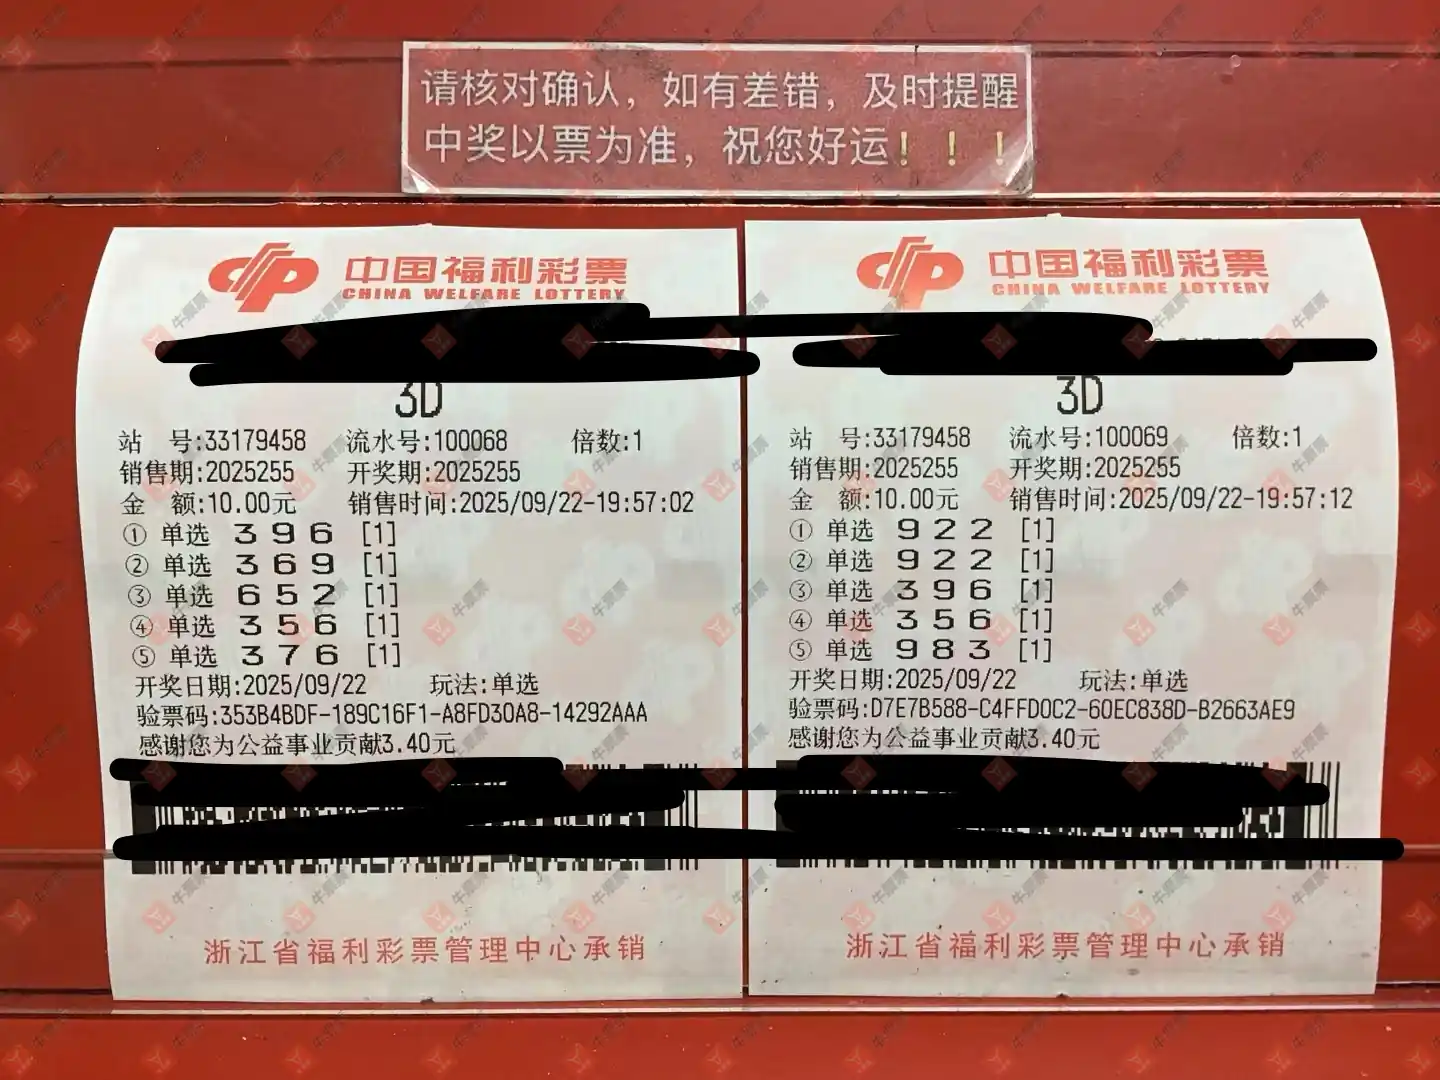 请核对确认，如有差错，及时提醒
中奖以票为准，祝您好运！！！
中国福利彩票
CHINA WELFARE LOTTERY
3D
站 号:33179458 流水号:100068 倍数:1
销售期:2025255 开奖期:2025255
金 额:10.00元 销售时间:2025/09/22-19:57:02
① 单选 3 9 6 [1]
② 单选 3 6 9 [1]
③ 单选 6 5 2 [1]
④ 单选 3 5 6 [1]
⑤ 单选 3 7 6 [1]
开奖日期:2025/09/22 玩法:单选
验票码:353B4BDF-189C16F1-A8FD30A8-14292AAA
感谢您为公益事业贡献3.40元
浙江省福利彩票管理中心承销
中国福利彩票
CHINA WELFARE LOTTERY
3D
站 号:33179458 流水号:100069 倍数:1
销售期:2025255 开奖期:2025255
金 额:10.00元 销售时间:2025/09/22-19:57:12
① 单选 9 2 2 [1]
② 单选 9 2 2 [1]
③ 单选 3 9 6 [1]
④ 单选 3 5 6 [1]
⑤ 单选 9 8 3 [1]
开奖日期:2025/09/22 玩法:单选
验票码:D7E7B588-C4FFD0C2-60EC838D-B2663AE9
感谢您为公益事业贡献3.40元
浙江省福利彩票管理中心承销